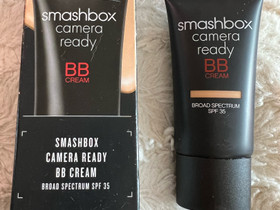 smashbox
camera
ready
BB
CREAM
SMASHBOX
CAMERA READY
BB CREAM
BROAD SPECTRUM SPF 35
smashbox
camera
ready
BB
CREAM
BROAD SPECTRUM
SPF 35